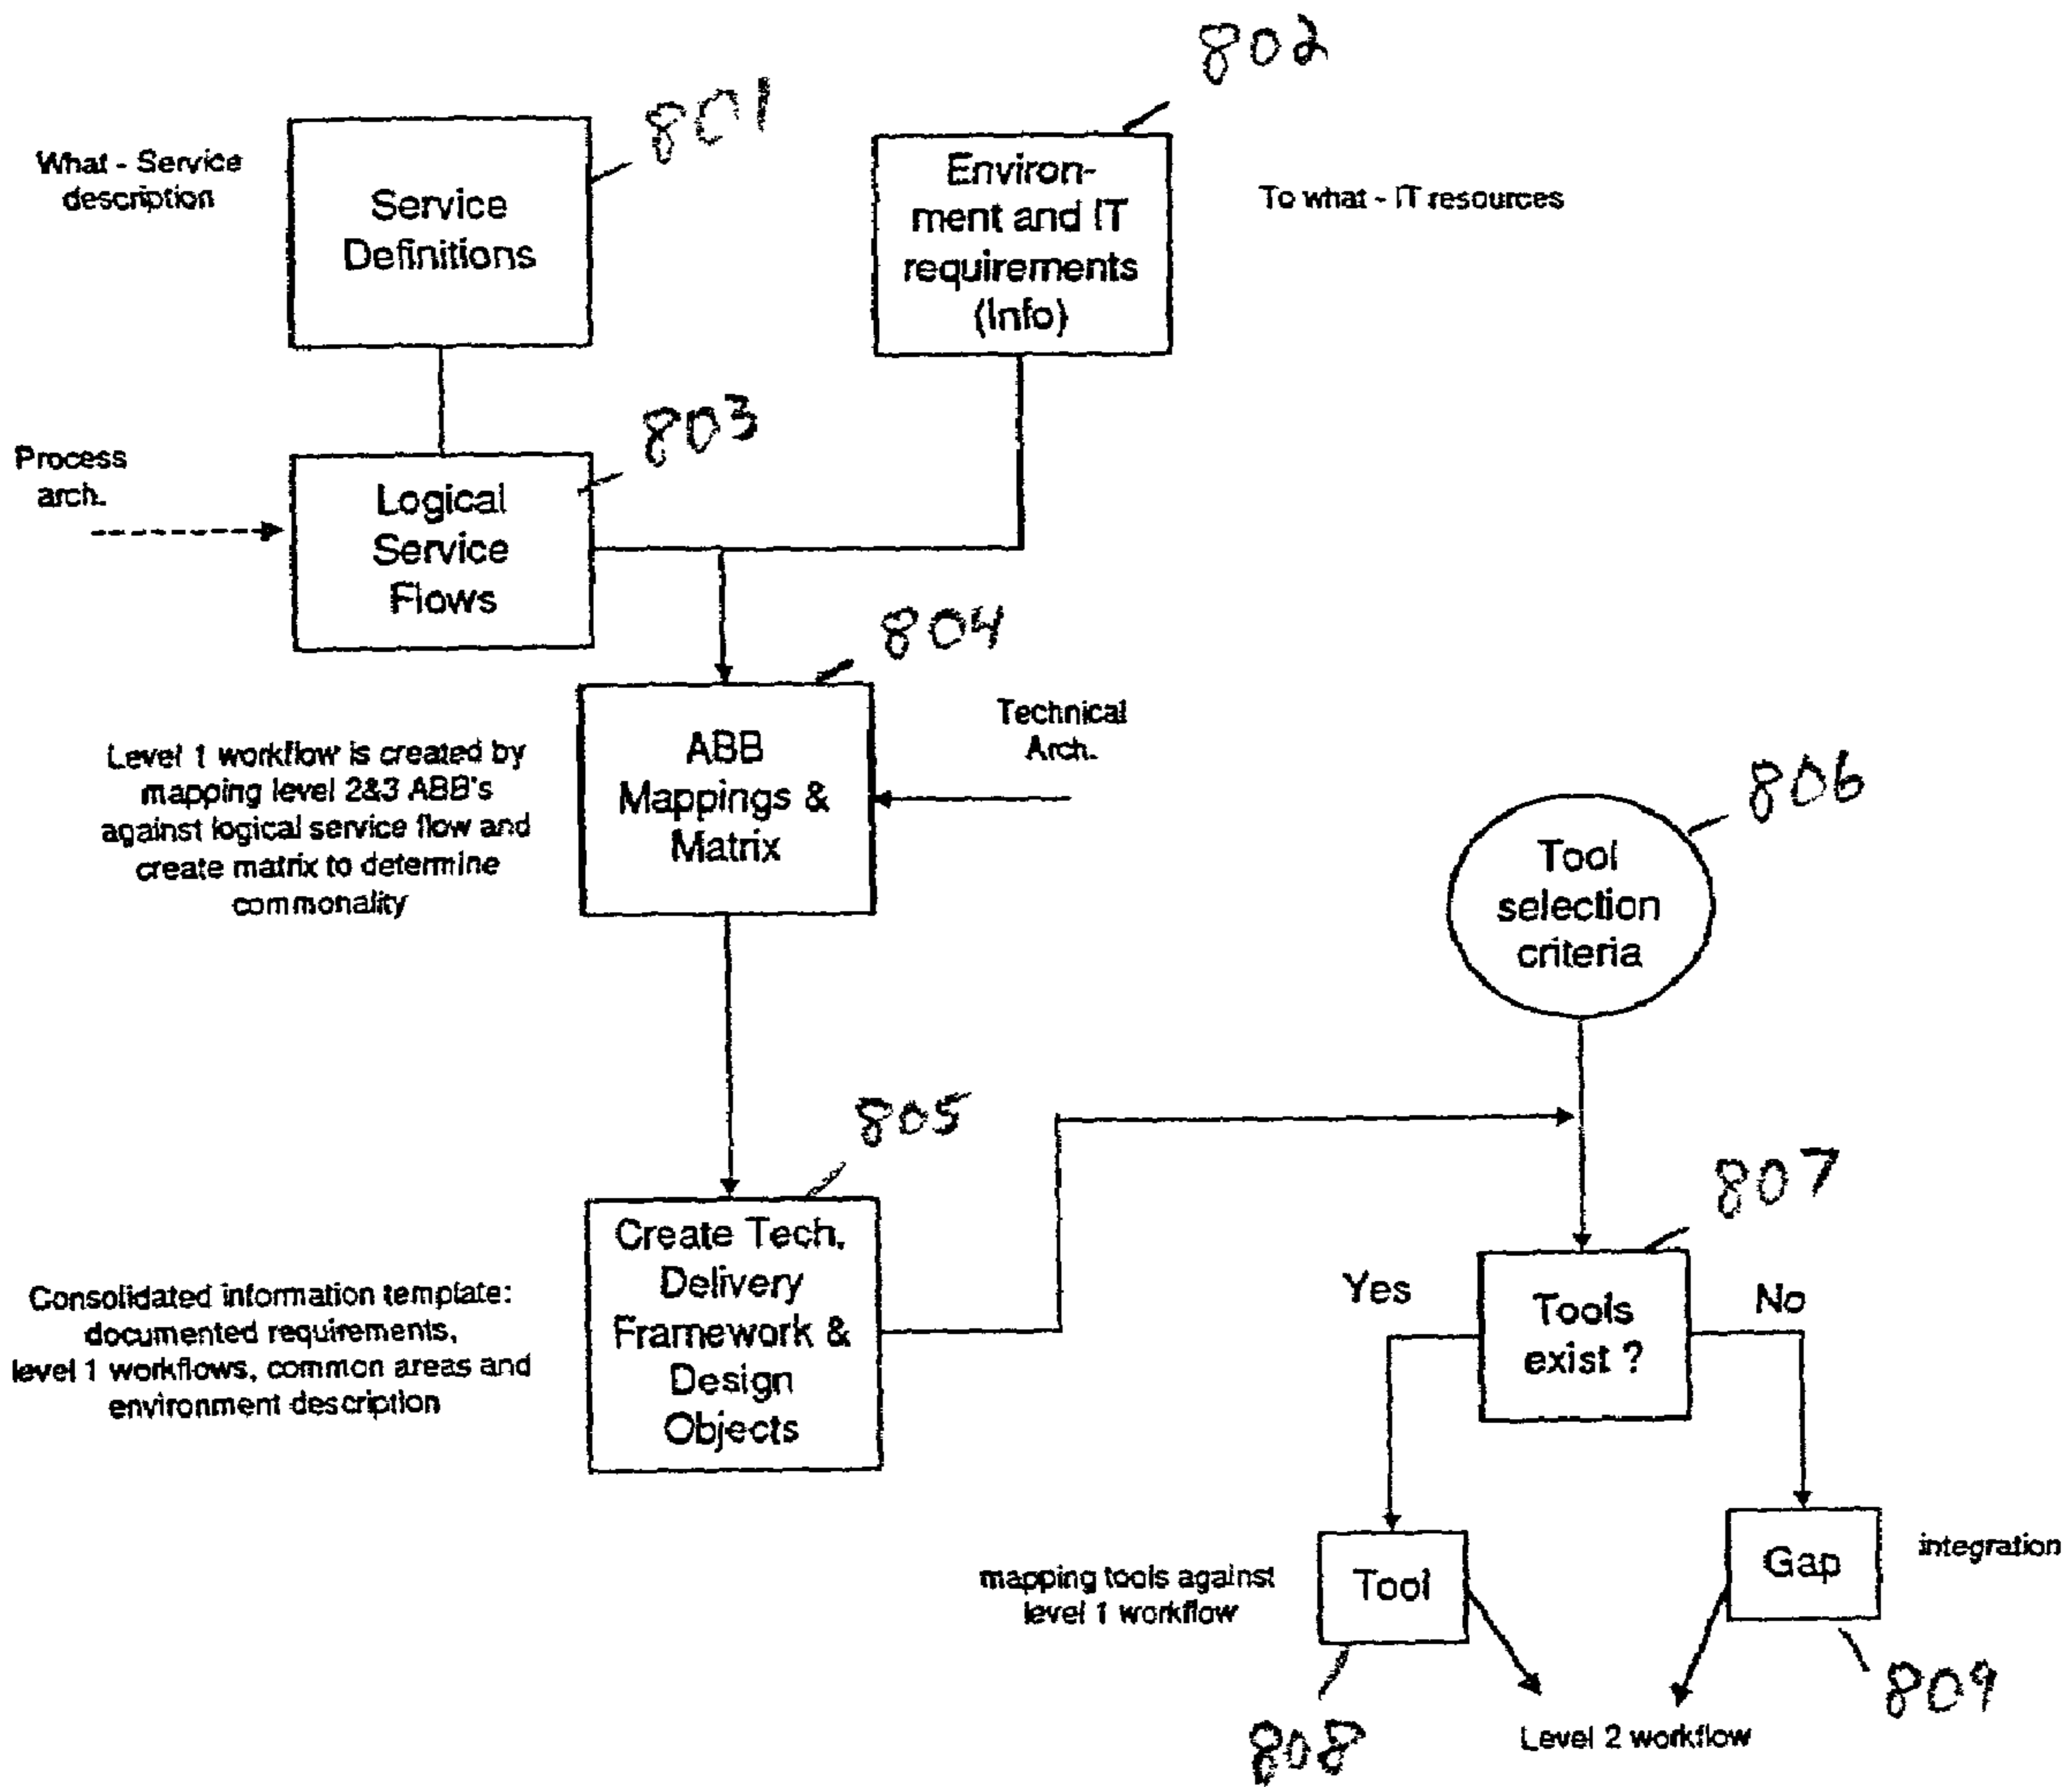 802
801
What - Service
description
Service
Definitions
Environ-
ment and IT
requirements
(Info)
To what - IT resources
803
Process
arch.
Logical
Service
Flows
804
Technical
Arch.
ABB
Mappings &
Matrix
Level 1 workflow is created by
mapping level 2&3 ABB's
against logical service flow and
create matrix to determine
commonality
806
Tool
selection
criteria
805
807
Create Tech.
Delivery
Framework &
Design
Objects
Consolidated information template:
documented requirements,
level 1 workflows, common areas and
environment description
Yes
No
Tools
exist ?
mapping tools against
level 1 workflow
Tool
Gap
integration
808
809
Level 2 workflow